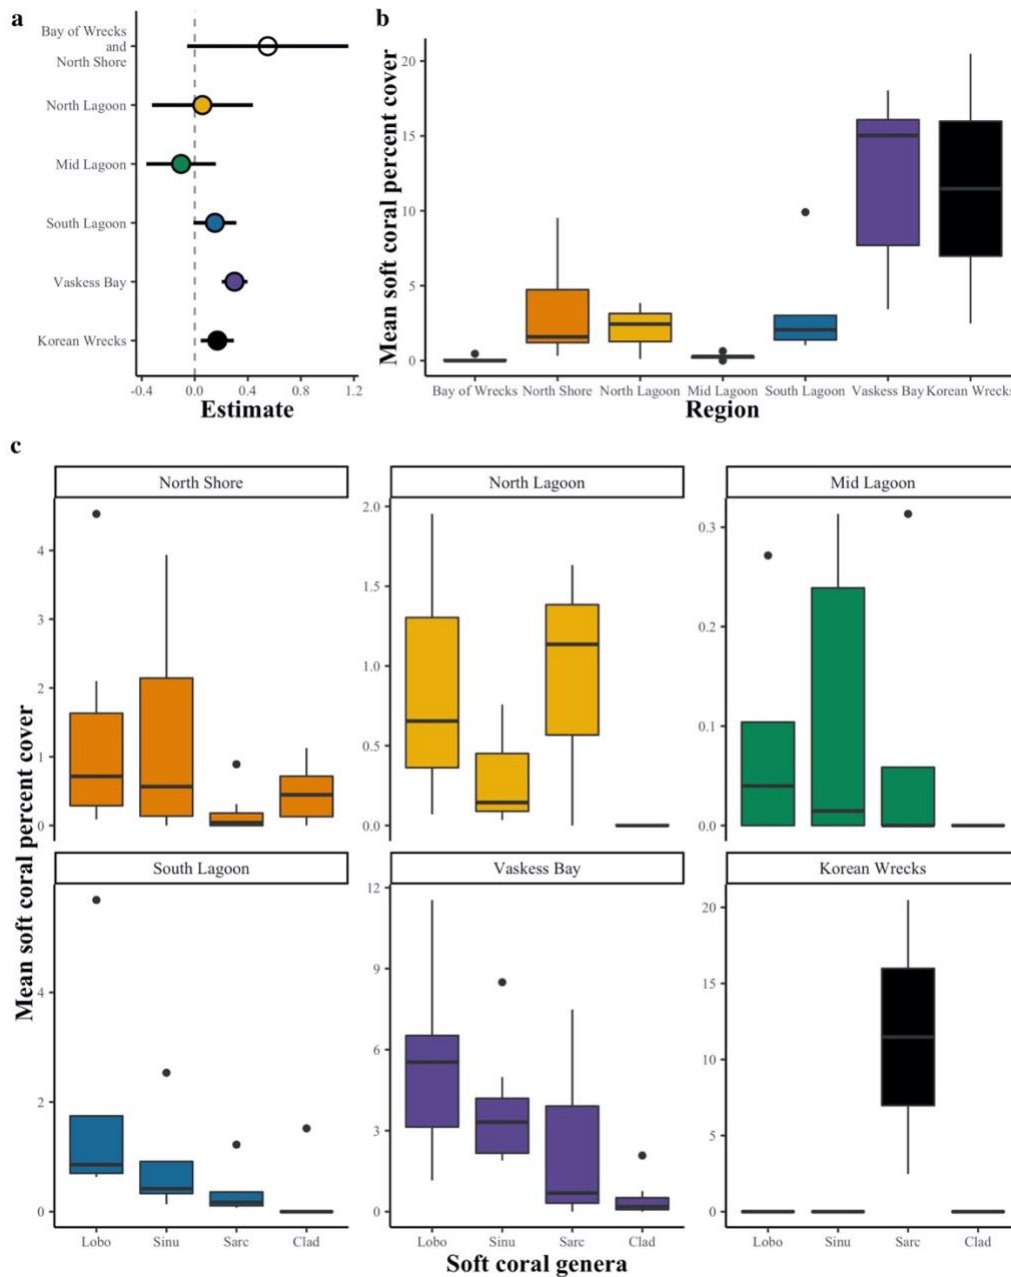 a
Bay of Wrecks
and
North Shore
North Lagoon
Mid Lagoon
South Lagoon
Vaskess Bay
Korean Wrecks
-0.4 0.0 0.4 0.8 1.2
Estimate
b
Mean soft coral percent cover
20
15
10
5
0
Bay of Wrecks North Shore North Lagoon Mid Lagoon South Lagoon Vaskess Bay Korean Wrecks
Region
c
Mean soft coral percent cover
North Shore
4
3
2
1
0
North Lagoon
2.0
1.5
1.0
0.5
0.0
Mid Lagoon
0.3
0.2
0.1
0.0
South Lagoon
4
2
0
Lobo Sinu Sarc Clad
Vaskess Bay
12
9
6
3
0
Lobo Sinu Sarc Clad
Korean Wrecks
20
15
10
5
0
Lobo Sinu Sarc Clad
Soft coral genera